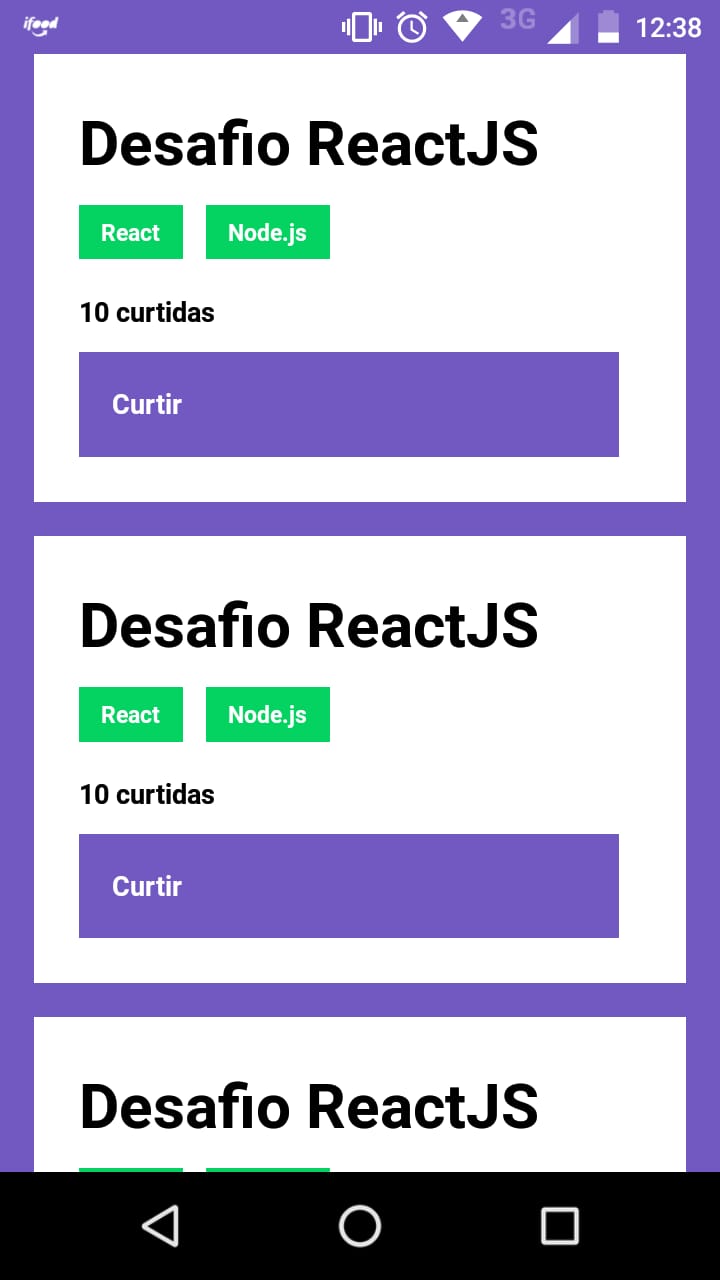 ifood
3G
12:38
Desafio ReactJS
React Node.js
10 curtidas
Curtir
Desafio ReactJS
React Node.js
10 curtidas
Curtir
Desafio ReactJS